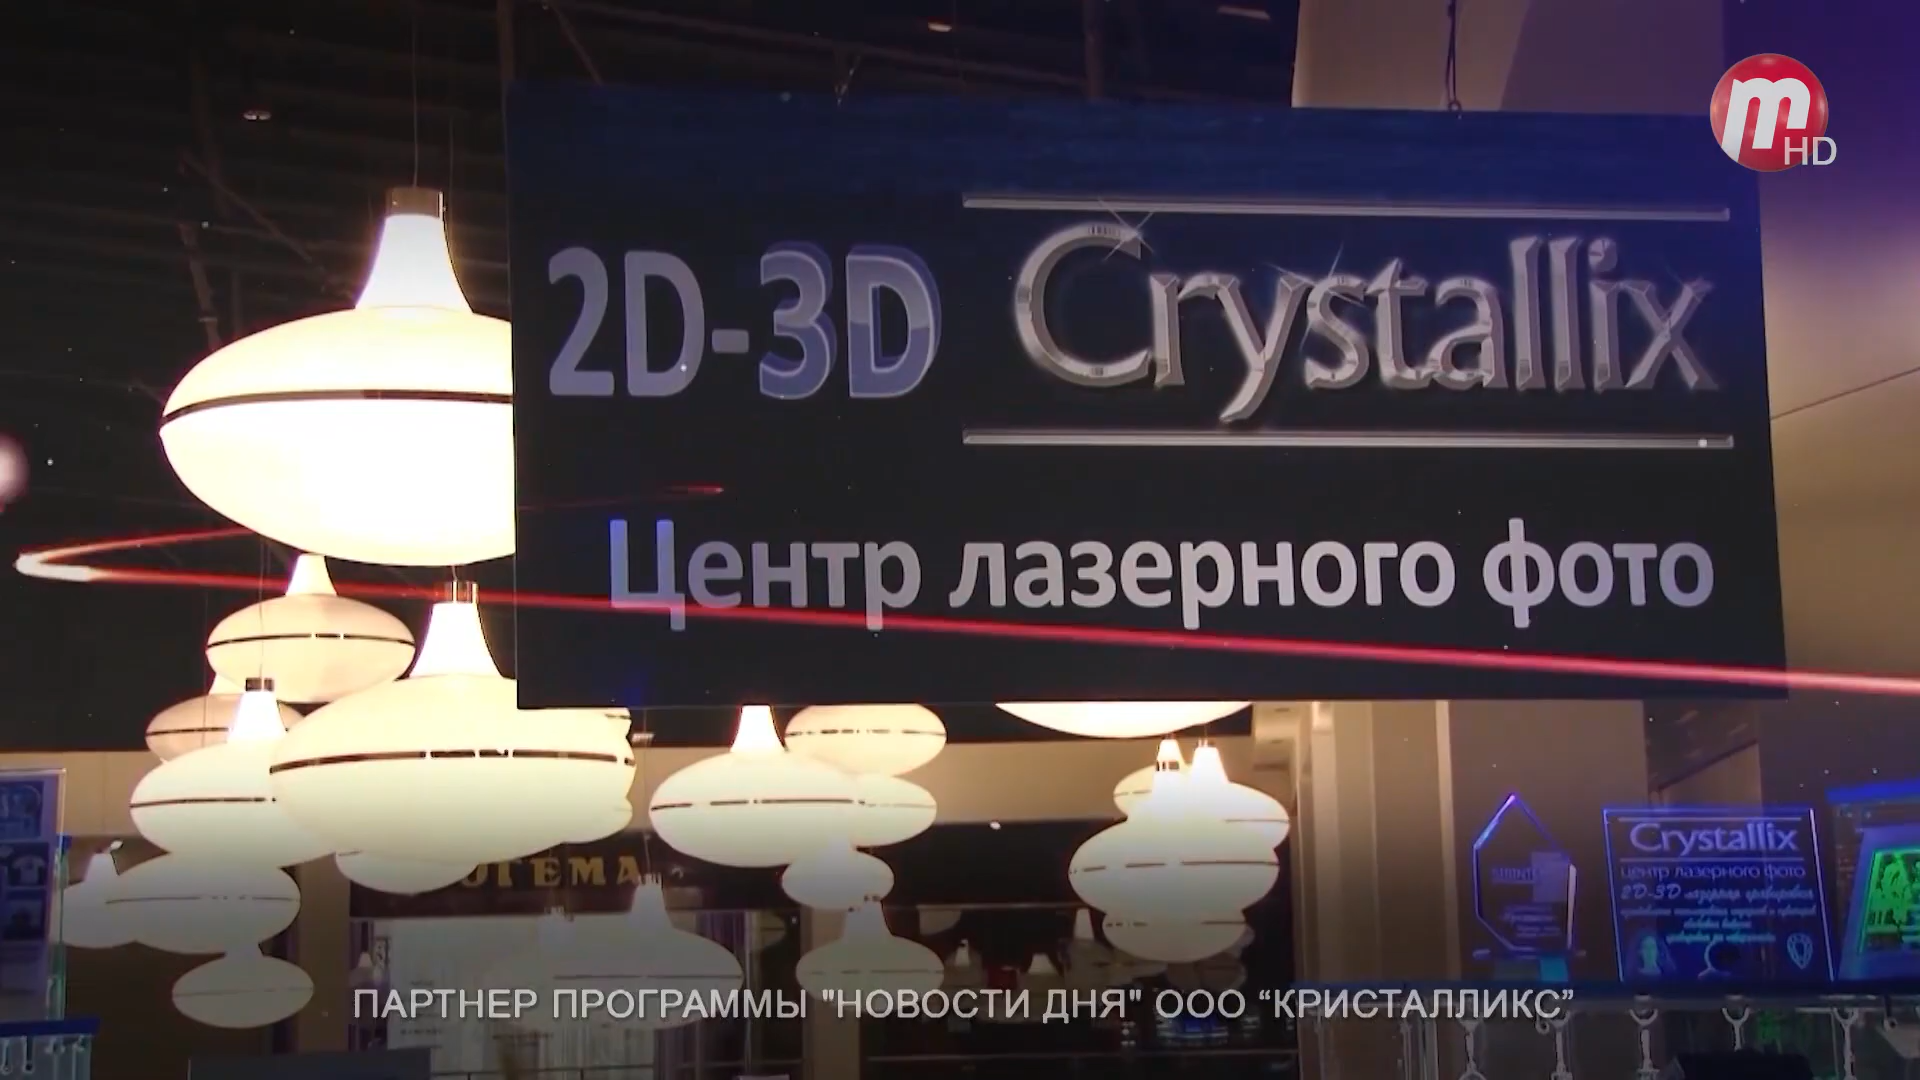 m HD
2D-3D Crystallix
Центр лазерного фото
Crystallix
центр лазерного фото
ПАРТНЕР ПРОГРАММЫ "НОВОСТИ ДНЯ" ООО “КРИСТАЛЛИКС”